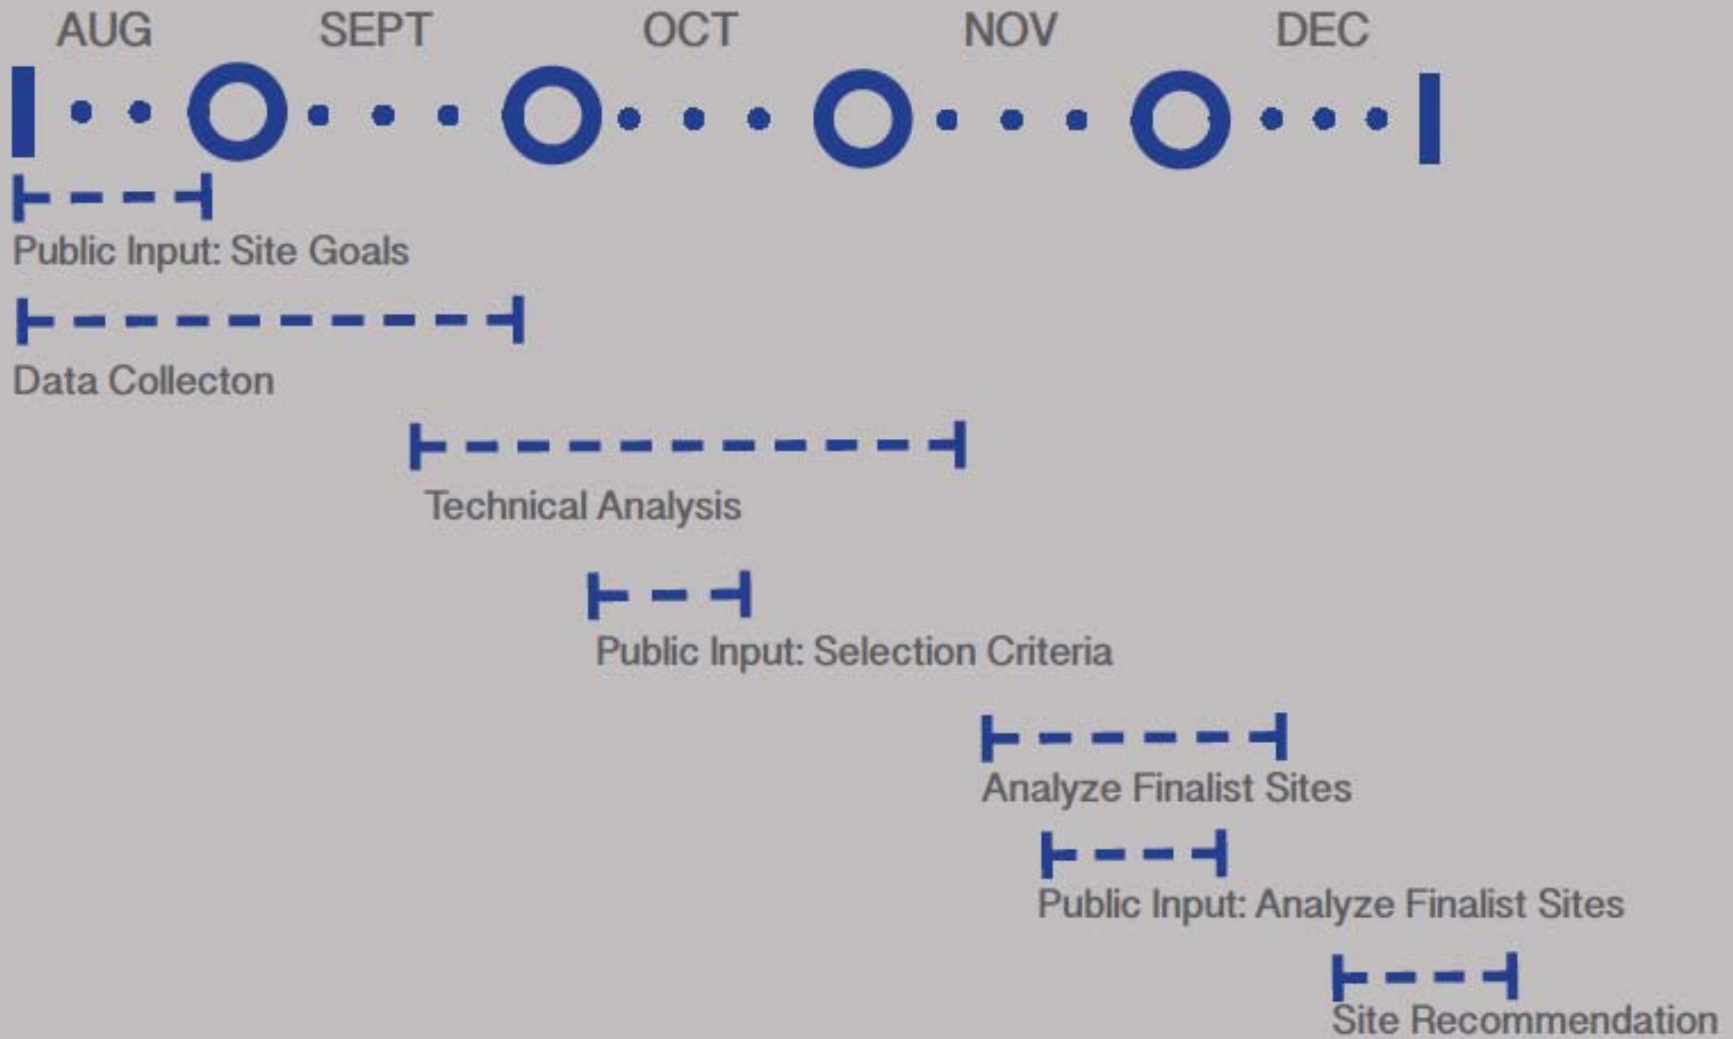 AUG SEPT OCT NOV DEC
Public Input: Site Goals
Data Collecton
Technical Analysis
Public Input: Selection Criteria
Analyze Finalist Sites
Public Input: Analyze Finalist Sites
Site Recommendation